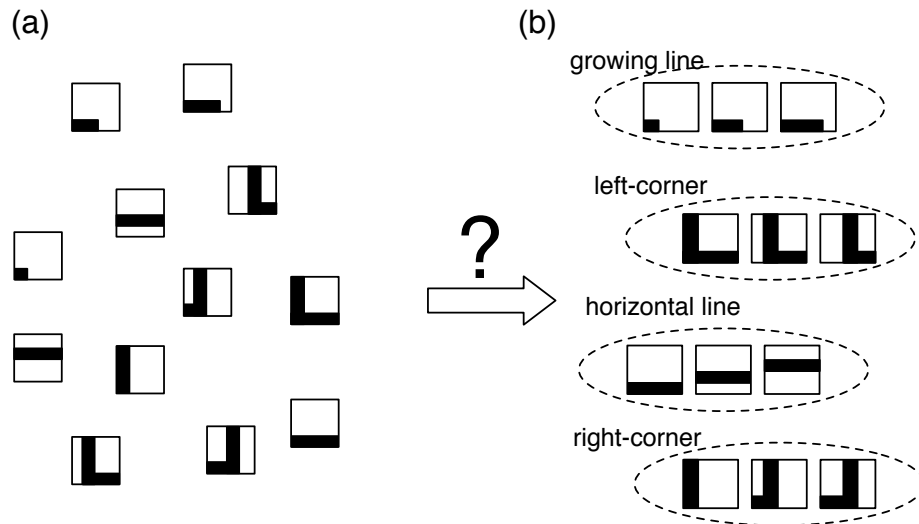 (a)
(b)
growing line
left-corner
?
horizontal line
right-corner